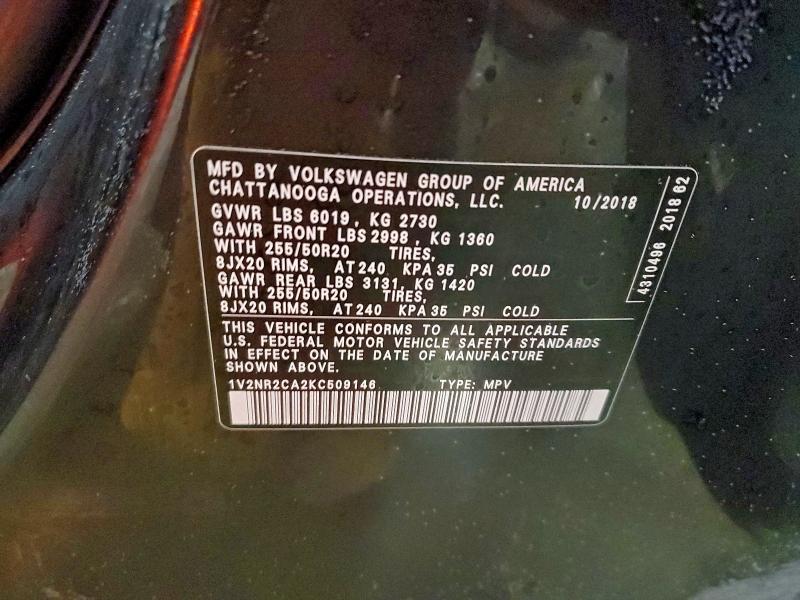 MFD BY VOLKSWAGEN GROUP OF AMERICA
CHATTANOOGA OPERATIONS, LLC. 10/2018
GVWR LBS 6019, KG 2730
GAWR FRONT LBS 2998, KG 1360
WITH 255/50R20 TIRES,
8JX20 RIMS, AT 240 KPA 35 PSI COLD
GAWR REAR LBS 3131, KG 1420
WITH 255/50R20 TIRES,
8JX20 RIMS, AT 240 KPA 35 PSI COLD
THIS VEHICLE CONFORMS TO ALL APPLICABLE
U.S. FEDERAL MOTOR VEHICLE SAFETY STANDARDS
IN EFFECT ON THE DATE OF MANUFACTURE
SHOWN ABOVE.
1V2NR2CA2KC509146 TYPE: MPV
4310496 2018 62